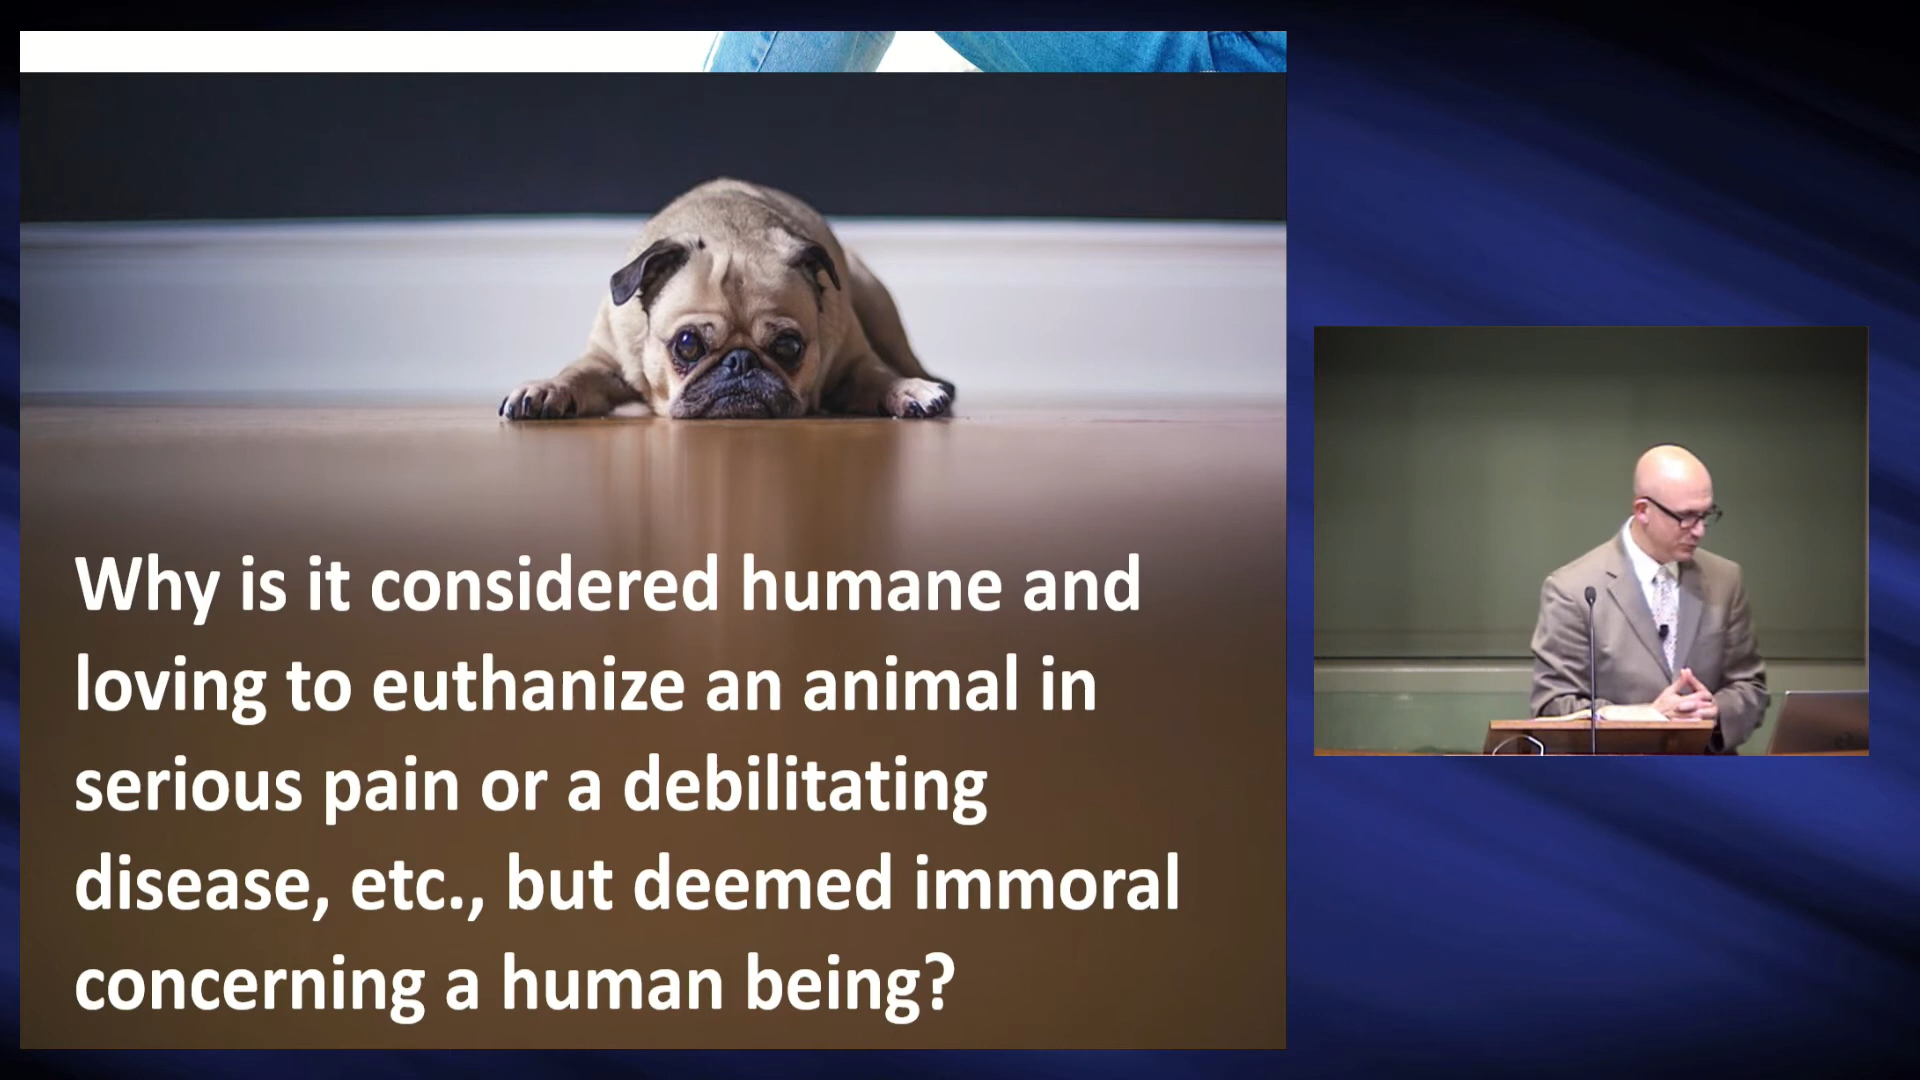 Why is it considered humane and
loving to euthanize an animal in
serious pain or a debilitating
disease, etc., but deemed immoral
concerning a human being?